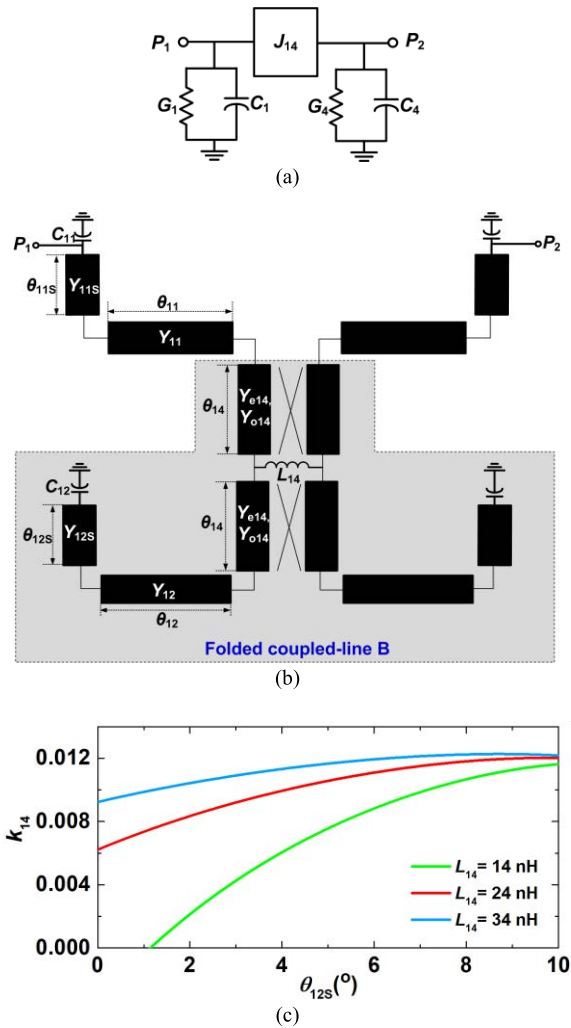 P1 J14 P2
G1 C1 G4 C4
(a)
P1 C11 P2
θ11S Y11S θ11
Y11
θ14 Ye14, Yo14
L14
C12 θ14 Ye14, Yo14
θ12S Y12S
Y12
θ12
Folded coupled-line B
(b)
0.012
0.008
k14
0.004
L14= 14 nH
L14= 24 nH
L14= 34 nH
0.000
0 2 4 6 8 10
θ12S(°)
(c)